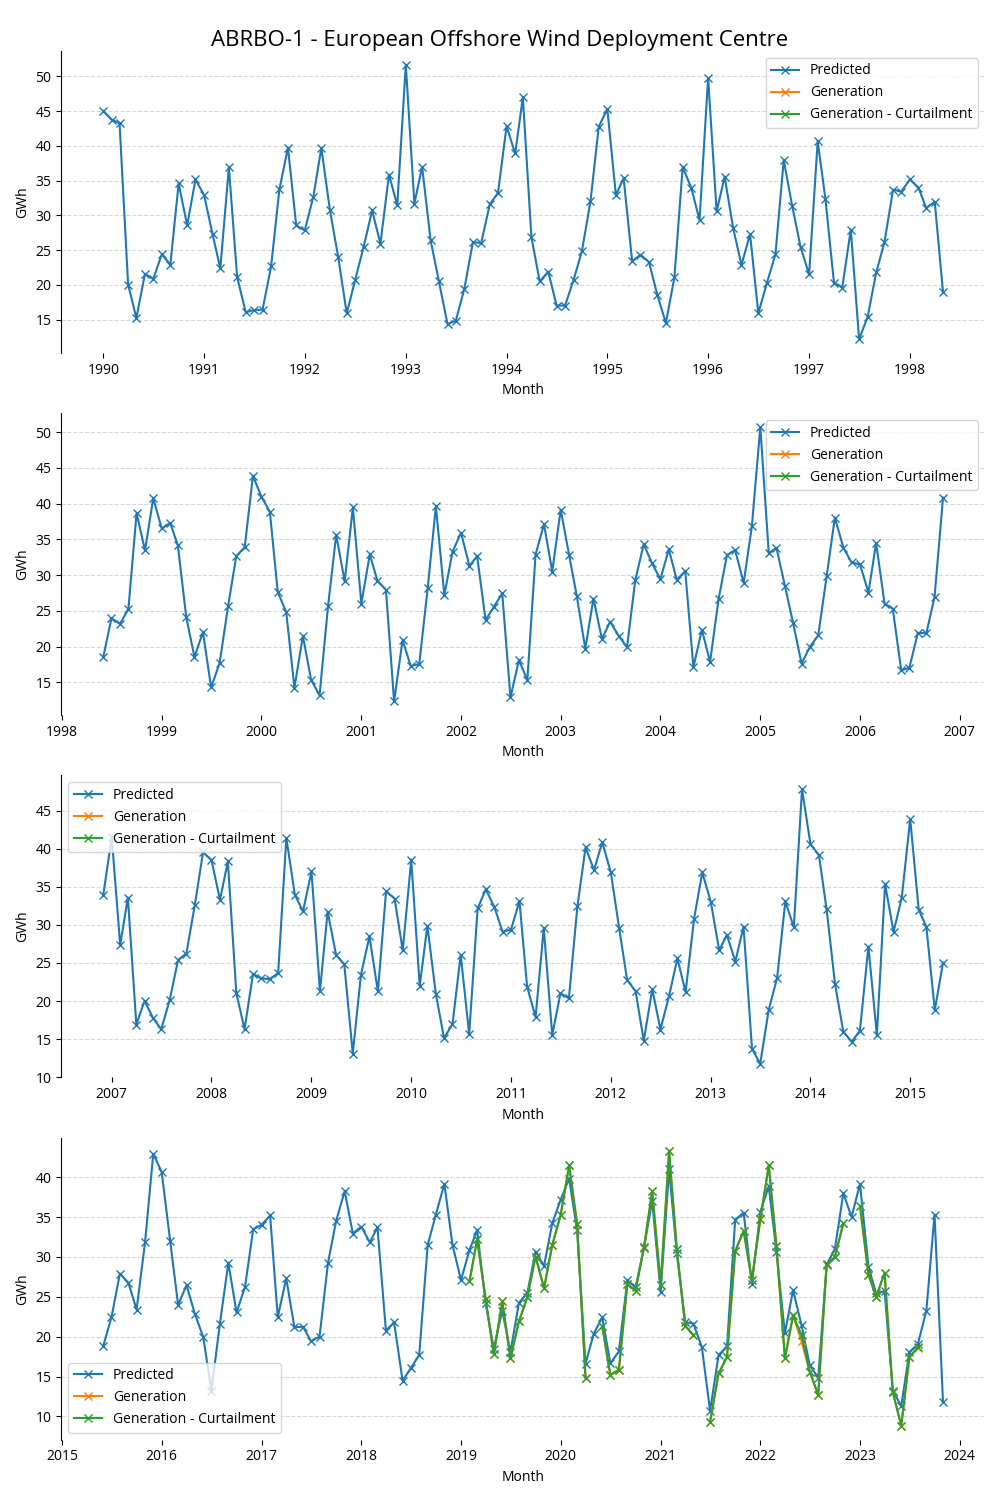 ABRBO-1 - European Offshore Wind Deployment Centre
Predicted
Generation
Generation - Curtailment
50
45
40
35
30
25
20
15
GWh
1990 1991 1992 1993 1994 1995 1996 1997 1998
Month
Predicted
Generation
Generation - Curtailment
50
45
40
35
30
25
20
15
GWh
1998 1999 2000 2001 2002 2003 2004 2005 2006 2007
Month
Predicted
Generation
Generation - Curtailment
45
40
35
30
25
20
15
10
GWh
2007 2008 2009 2010 2011 2012 2013 2014 2015
Month
40
35
30
25
20
15
10
GWh
Predicted
Generation
Generation - Curtailment
2015 2016 2017 2018 2019 2020 2021 2022 2023 2024
Month